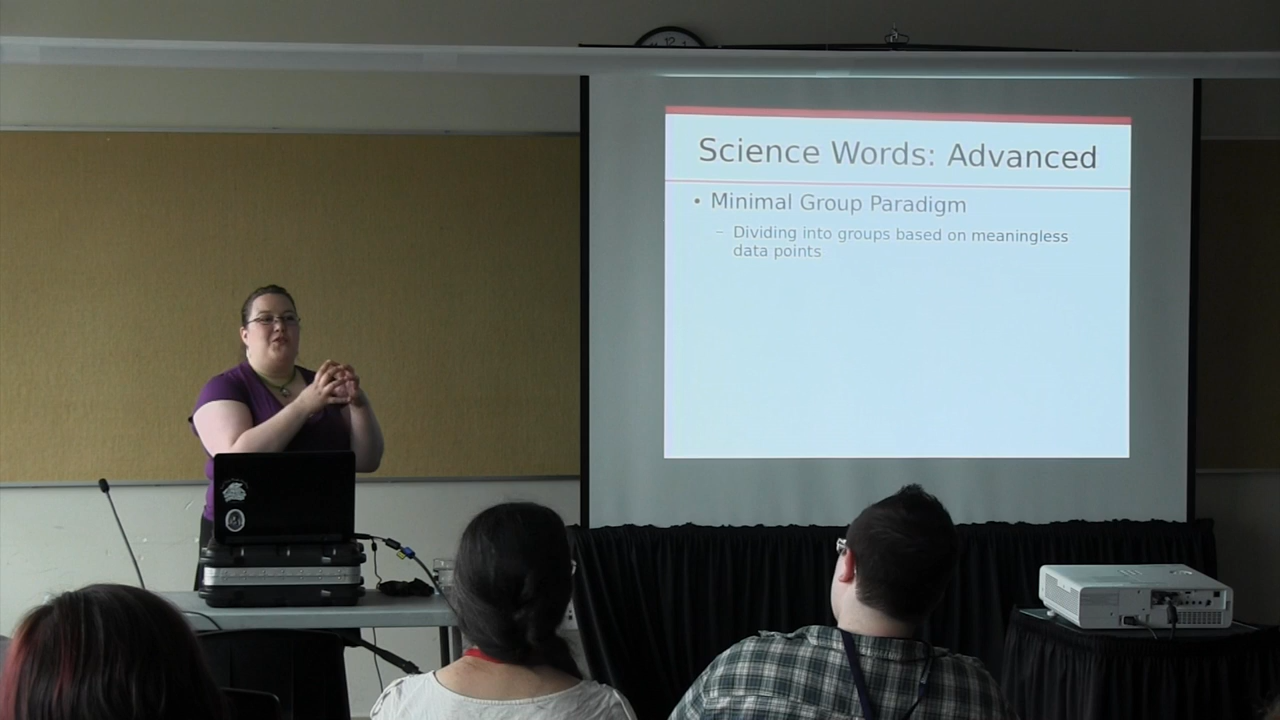 Science Words: Advanced
• Minimal Group Paradigm
– Dividing into groups based on meaningless
data points